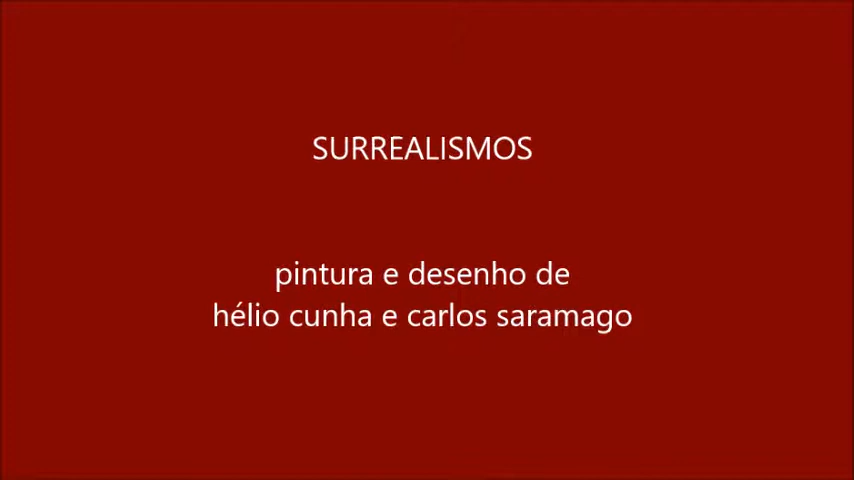 SURREALISMOS
pintura e desenho de
hélio cunha e carlos saramago